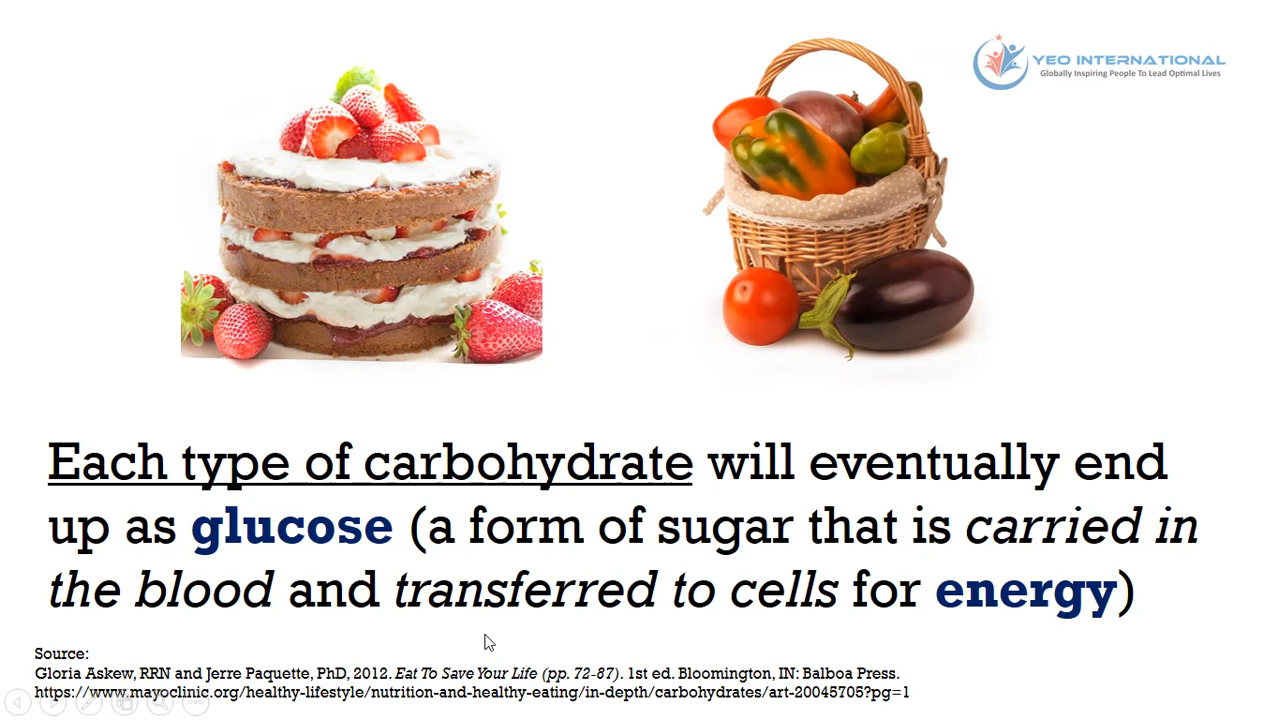 YEO INTERNATIONAL
Globally Inspiring People To Lead Optimal Lives
Each type of carbohydrate will eventually end
up as glucose (a form of sugar that is carried in
the blood and transferred to cells for energy)
Source:
Gloria Askew, RRN and Jerre Paquette, PhD, 2012. Eat To Save Your Life (pp. 72-87). 1st ed. Bloomington, IN: Balboa Press.
https://www.mayoclinic.org/healthy-lifestyle/nutrition-and-healthy-eating/in-depth/carbohydrates/art-20045705?pg=1